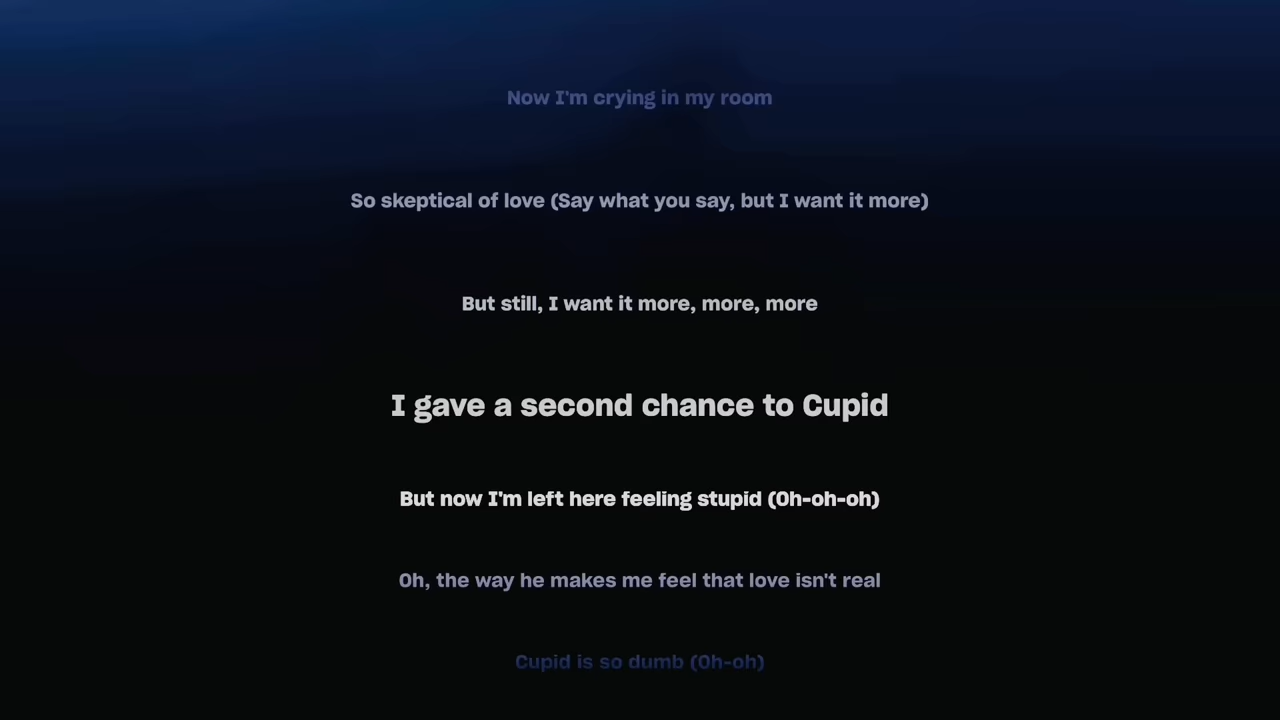 Now I'm crying in my room
So skeptical of love (Say what you say, but I want it more)
But still, I want it more, more, more
I gave a second chance to Cupid
But now I'm left here feeling stupid (Oh-oh-oh)
Oh, the way he makes me feel that love isn't real
Cupid is so dumb (Oh-oh)